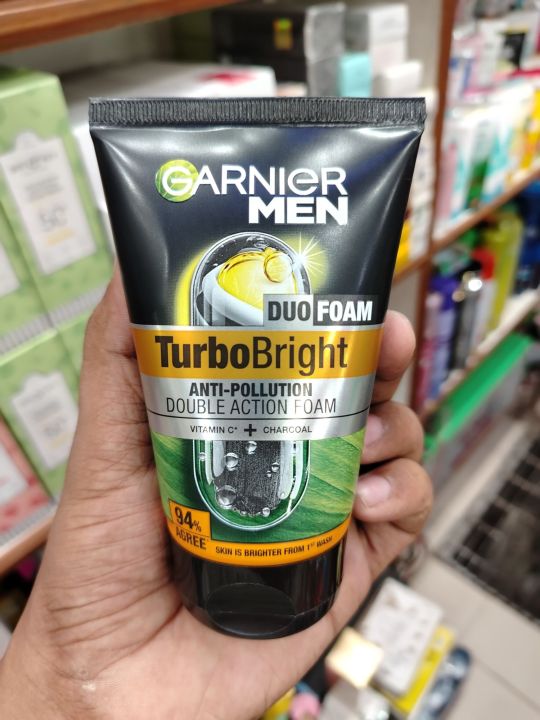 GARNIER
MEN
DUO FOAM
TurboBright
ANTI-POLLUTION
DOUBLE ACTION FOAM
VITAMIN C* + CHARCOAL
94%
AGREE
SKIN IS BRIGHTER FROM 1ST WASH